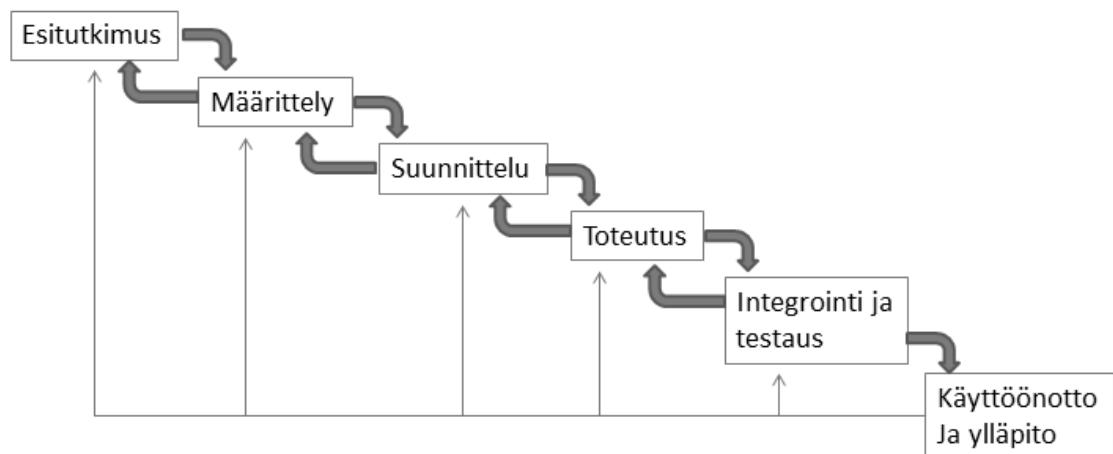 Esitutkimus
Määrittely
Suunnittelu
Toteutus
Integrointi ja
testaus
Käyttöönotto
Ja ylläpito